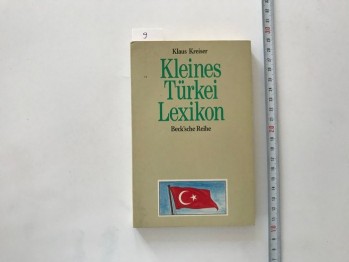 9
Klaus Kreiser
Kleines
Türkei
Lexikon
Beck'sche Reihe